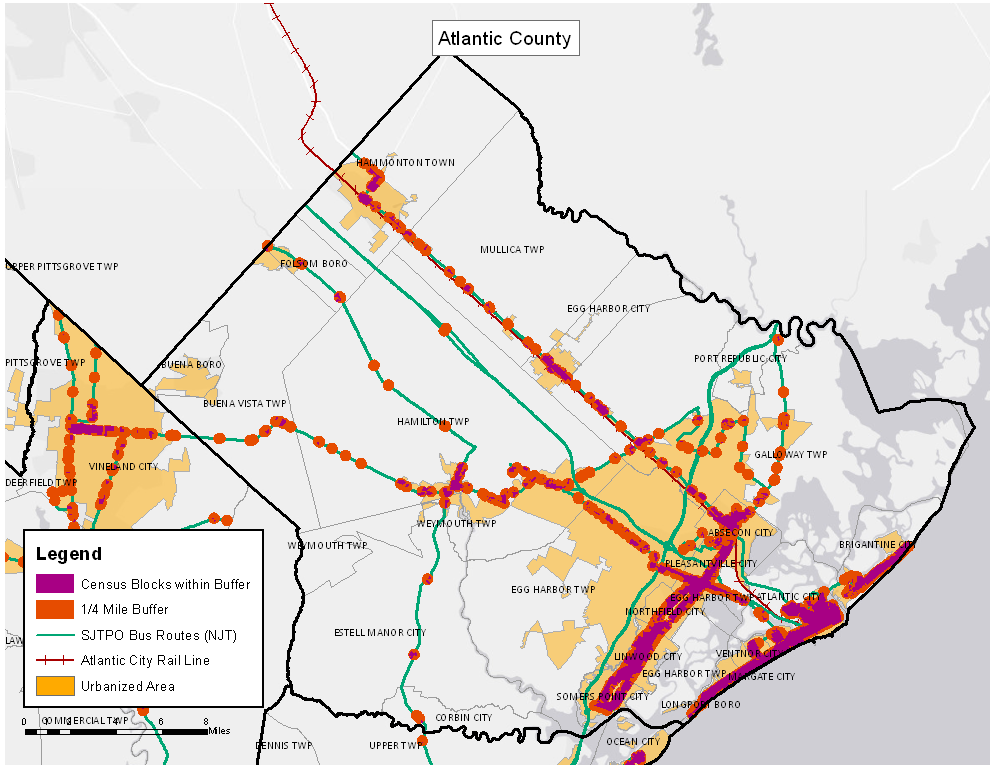 Atlantic County
HAMMONTON TOWN
MULLICA TWP
UPPER PITTSGROVE TWP
FOLSOM BORO
EGG HARBOR CITY
PORT REPUBLIC CITY
PITTSGROVE TWP
BUENA BORO
BUENA VISTA TWP
HAMILTON TWP
GALLOWAY TWP
VINELAND CITY
DEERFIELD TWP
WEYMOUTH TWP
WEYMOUTH TWP
ABSECON CITY
BRIGANTINE CITY
PLEASANTVILLE CITY
EGG HARBOR TWP
EGG HARBOR TWP
ATLANTIC CITY
NORTHFIELD CITY
ESTELL MANOR CITY
LINWOOD CITY
VENTNOR CITY
EGG HARBOR TWP
MARGATE CITY
SOMERS POINT CITY
LONGPORT BORO
CORBIN CITY
DENNIS TWP
UPPER TWP
OCEAN CITY
Legend
Census Blocks within Buffer
1/4 Mile Buffer
SJTPO Bus Routes (NJT)
Atlantic City Rail Line
Urbanized Area
LAW
COMMERCIAL TWP
0 1 2 4 6 8
Miles